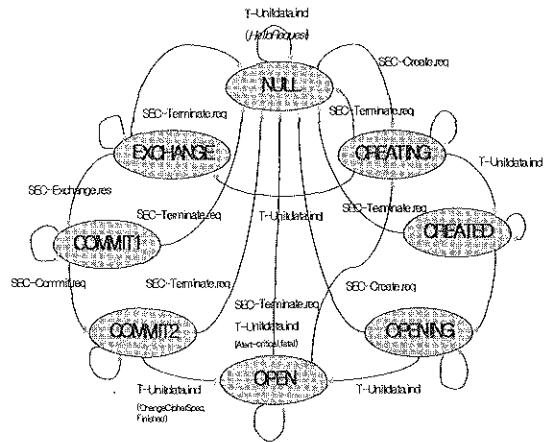 T-Unitdata.ind
(HelloRequest)
SEC-Create.req
NULL
SEC-Terminate.req
SEC-Terminate.req
EXCHANGE
CREATING
T-Unitdata.ind
SEC-Exchange.res
SEC-Terminate.req
T-Unitdata.ind
SEC-Terminate.req
COMMIT1
CREATED
SEC-Commit.req
SEC-Terminate.req
SEC-Create.req
SEC-Terminate.req
COMMIT2
T-Unitdata.ind
OPENING
(Alert-critical,fatal)
OPEN
T-Unitdata.ind
T-Unitdata.ind
(ChangeCipherSpec,
Finished)